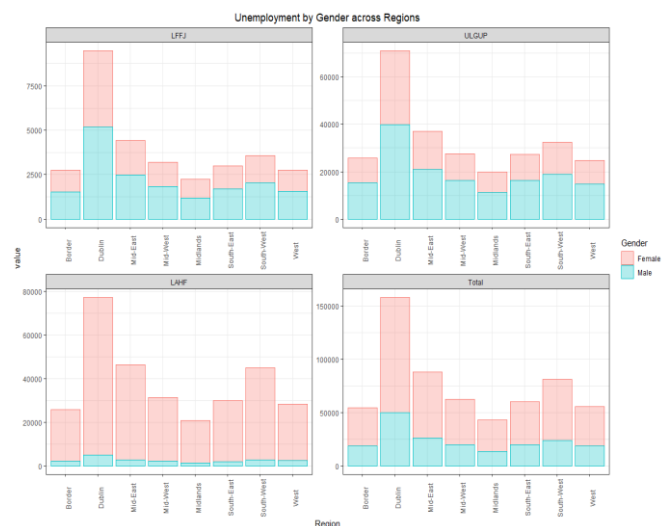 Unemployment by Gender across Regions
LFFJ
7500
5000
2500
0
Border
Dublin
Mid-East
Mid-West
Midlands
South-East
South-West
West
ULGUP
60000
40000
20000
0
Border
Dublin
Mid-East
Mid-West
Midlands
South-East
South-West
West
value
LAHF
80000
60000
40000
20000
0
Border
Dublin
Mid-East
Mid-West
Midlands
South-East
South-West
West
Total
150000
100000
50000
0
Border
Dublin
Mid-East
Mid-West
Midlands
South-East
South-West
West
Region
Gender
Female
Male